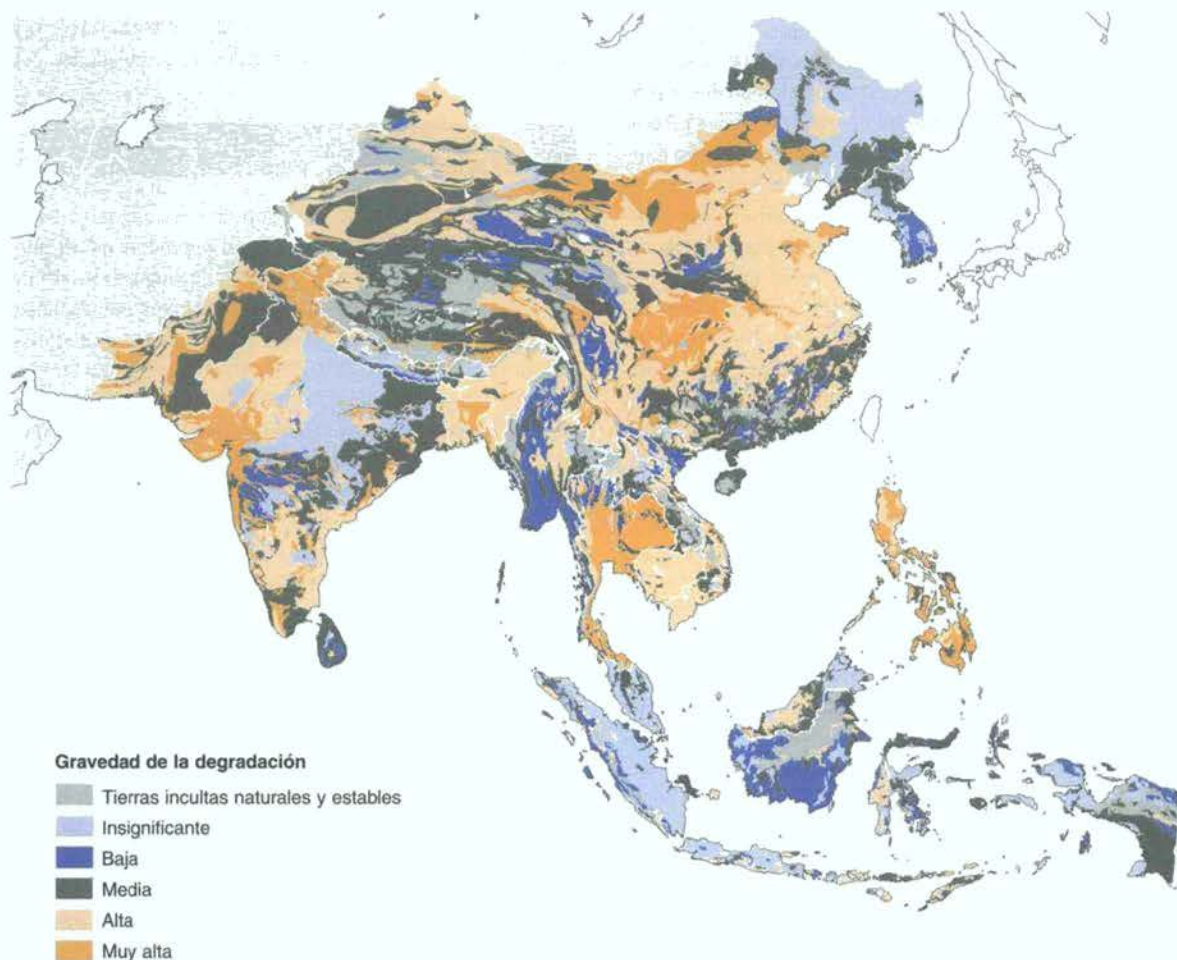 Gravedad de la degradación
Tierras incultas naturales y estables
Insignificante
Baja
Media
Alta
Muy alta